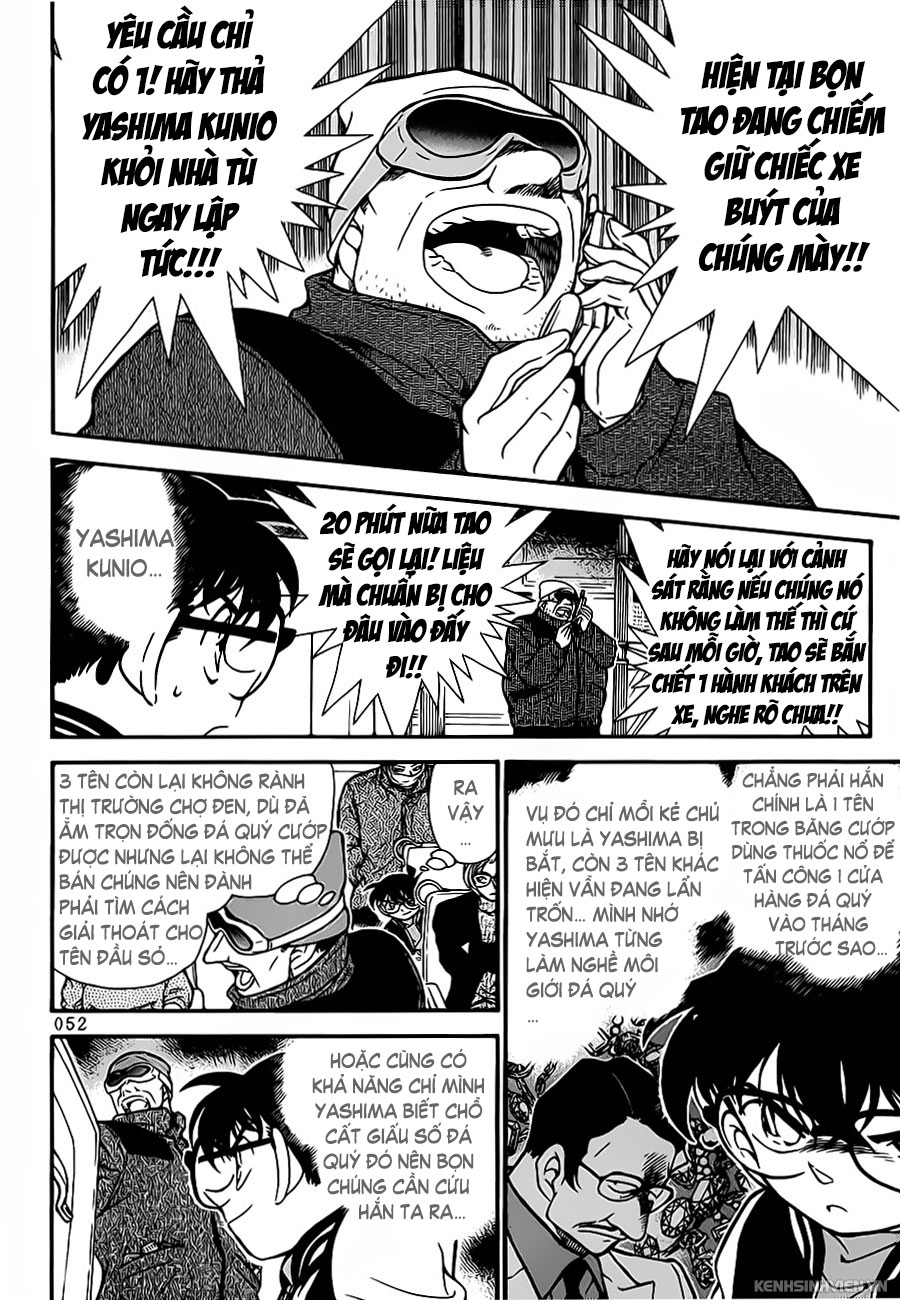 HIỆN TẠI BỌN
TAO ĐANG CHIẾM
GIỮ CHIẾC XE
BUÝT CỦA
CHÚNG MÀY!!
YÊU CẦU CHỈ
CÓ 1! HÃY THẢ
YASHIMA KUNIO
KHỎI NHÀ TÙ
NGAY LẬP
TỨC!!!
HÃY NÓI LẠI VỚI CẢNH
SÁT RẰNG NẾU CHÚNG NÓ
KHÔNG LÀM THẾ THÌ CỨ
SAU MỖI GIỜ, TAO SẼ BẮN
CHẾT 1 HÀNH KHÁCH TRÊN
XE, NGHE RÕ CHƯA!!
20 PHÚT NỮA TAO
SẼ GỌI LẠI! LIỆU
MÀ CHUẨN BỊ CHO
ĐÂU VÀO ĐẤY
ĐI!!
YASHIMA
KUNIO...
CHẲNG PHẢI HẮN
CHÍNH LÀ 1 TÊN
TRONG BĂNG CƯỚP
DÙNG THUỐC NỔ ĐỂ
TẤN CÔNG 1 CỬA
HÀNG ĐÁ QUÝ
VÀO THÁNG
TRƯỚC SAO...
VỤ ĐÓ CHỈ MỖI KẺ CHỦ
MƯU LÀ YASHIMA BỊ
BẮT, CÒN 3 TÊN KHÁC
HIỆN VẪN ĐANG LẨN
TRỐN... MÌNH NHỚ
YASHIMA TỪNG
LÀM NGHỀ MÔI
GIỚI ĐÁ QUÝ
...
RA
VẬY
...
3 TÊN CÒN LẠI KHÔNG RÀNH
THỊ TRƯỜNG CHỢ ĐEN, DÙ ĐÃ
ẴM TRỌN ĐỐNG ĐÁ QUÝ CƯỚP
ĐƯỢC NHƯNG LẠI KHÔNG THỂ
BÁN CHÚNG NÊN ĐÀNH
PHẢI TÌM CÁCH
GIẢI THOÁT CHO
TÊN ĐẦU SỎ...
052
HOẶC CŨNG CÓ
KHẢ NĂNG CHỈ MÌNH
YASHIMA BIẾT CHỖ
CẤT GIẤU SỐ ĐÁ
QUÝ ĐÓ NÊN BỌN
CHÚNG CẦN CỨU
HẮN TA RA...
KENHSINHVIEN.VN